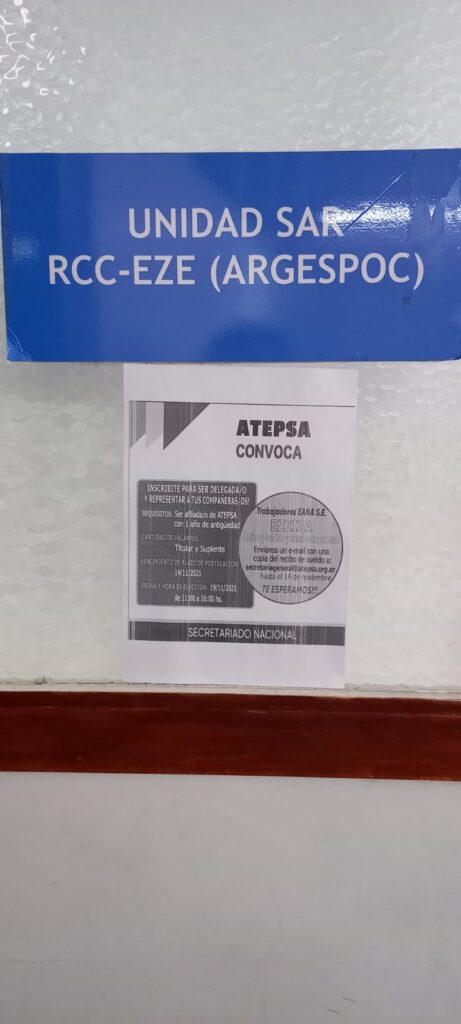 UNIDAD SAR
RCC-EZE (ARGESPOC)
ATEPSA
CONVOCA
INSCRIBITE PARA SER DELEGADA/O
Y REPRESENTAR A TUS COMPAÑERAS/OS!
REQUISITOS: Ser afiliada/o de ATEPSA
con 1 año de antigüedad
CANTIDAD DE VACANTES
Titular y Suplente
VENCIMIENTO DE PLAZO DE POSTULACION
14/11/2021
FECHA Y HORA DE ELECCION 19/11/2021
de 11:00 a 16:00 hs.
Trabajadores EANA S.E.
EZEIZA
Envianos un e-mail con una
copia del recibo de sueldo a:
secretariageneral@atepsa.org.ar
hasta el 14 de noviembre.
TE ESPERAMOS!!!
SECRETARIADO NACIONAL